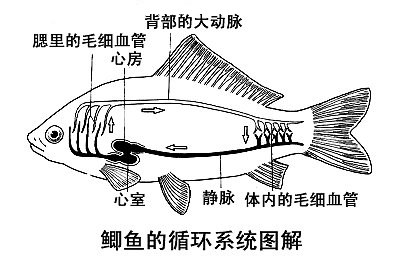 背部的大动脉
腮里的毛细血管
心房
心室
静脉
体内的毛细血管
鲫鱼的循环系统图解